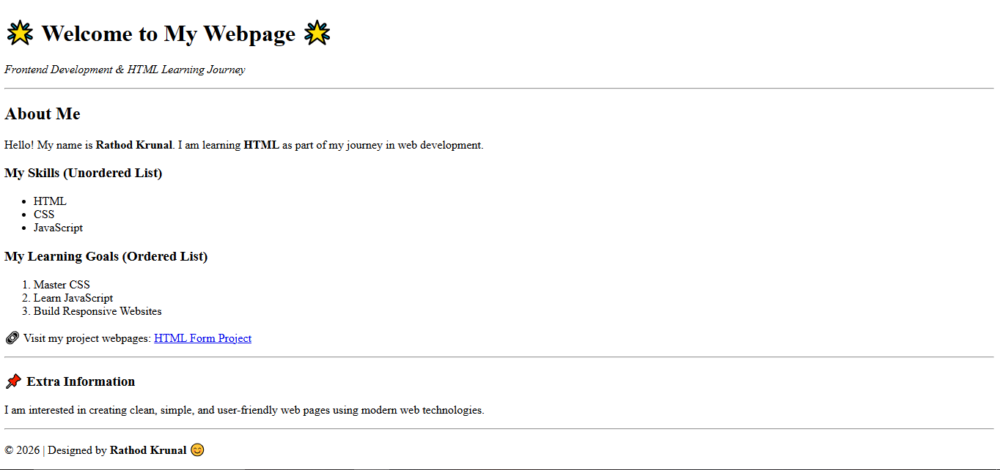 🌟 Welcome to My Webpage 🌟
Frontend Development & HTML Learning Journey
About Me
Hello! My name is Rathod Krunal. I am learning HTML as part of my journey in web development.
My Skills (Unordered List)
• HTML
• CSS
• JavaScript
My Learning Goals (Ordered List)
1. Master CSS
2. Learn JavaScript
3. Build Responsive Websites
🔗 Visit my project webpages: HTML Form Project
📌 Extra Information
I am interested in creating clean, simple, and user-friendly web pages using modern web technologies.
© 2026 | Designed by Rathod Krunal 😊